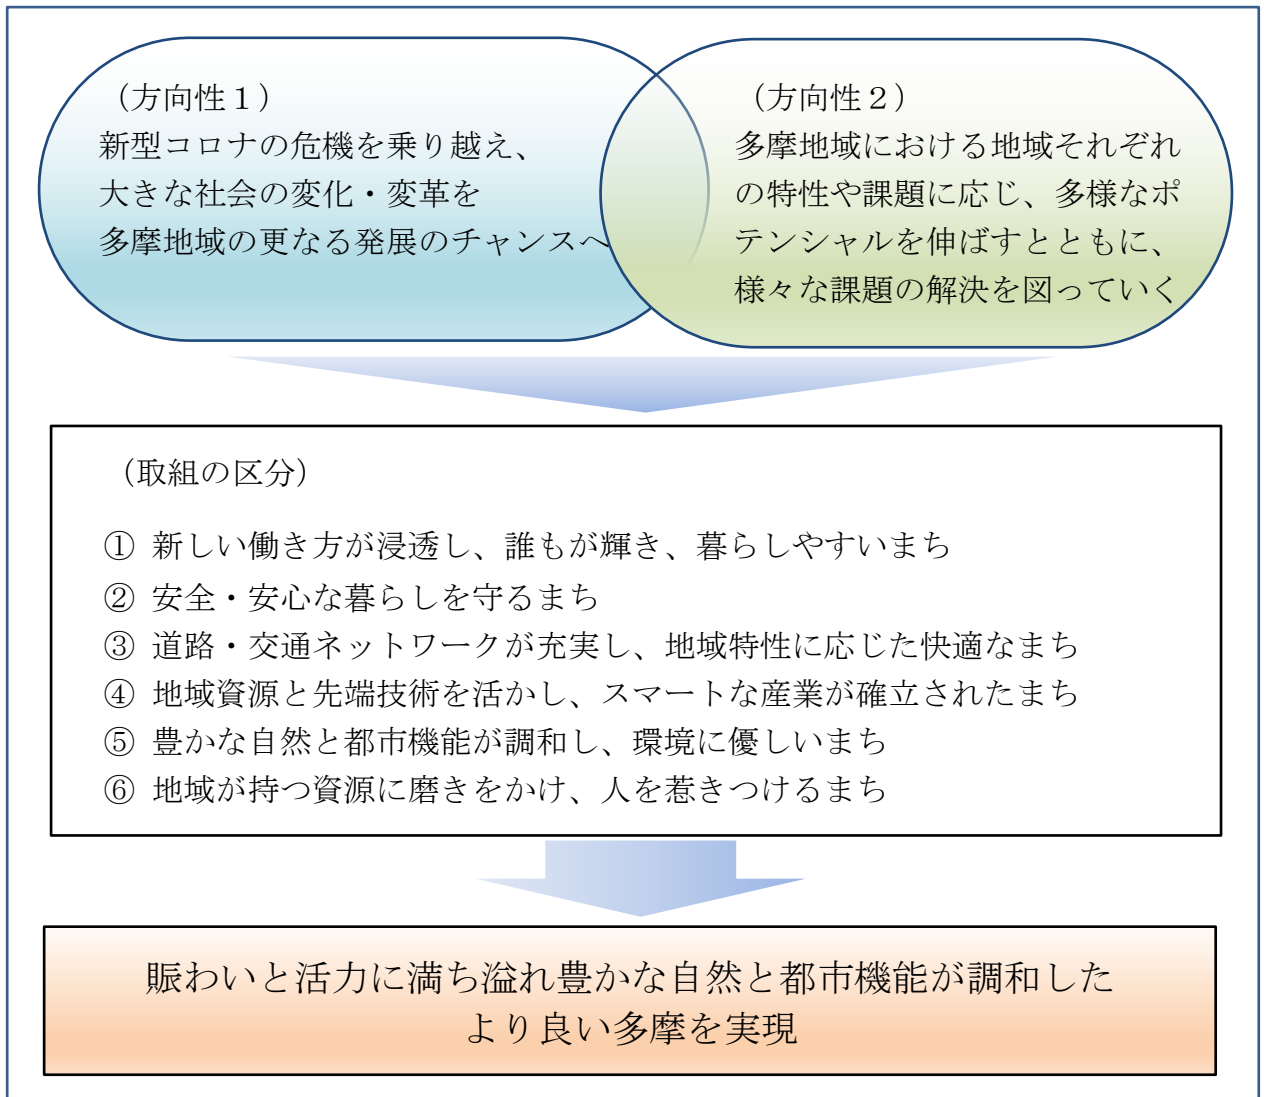 （方向性１）
新型コロナの危機を乗り越え、
大きな社会の変化・変革を
多摩地域の更なる発展のチャンスへ
（方向性２）
多摩地域における地域それぞれ
の特性や課題に応じ、多様なポ
テンシャルを伸ばすとともに、
様々な課題の解決を図っていく
（取組の区分）
① 新しい働き方が浸透し、誰もが輝き、暮らしやすいまち
② 安全・安心な暮らしを守るまち
③ 道路・交通ネットワークが充実し、地域特性に応じた快適なまち
④ 地域資源と先端技術を活かし、スマートな産業が確立されたまち
⑤ 豊かな自然と都市機能が調和し、環境に優しいまち
⑥ 地域が持つ資源に磨きをかけ、人を惹きつけるまち
賑わいと活力に満ち溢れ豊かな自然と都市機能が調和した
より良い多摩を実現